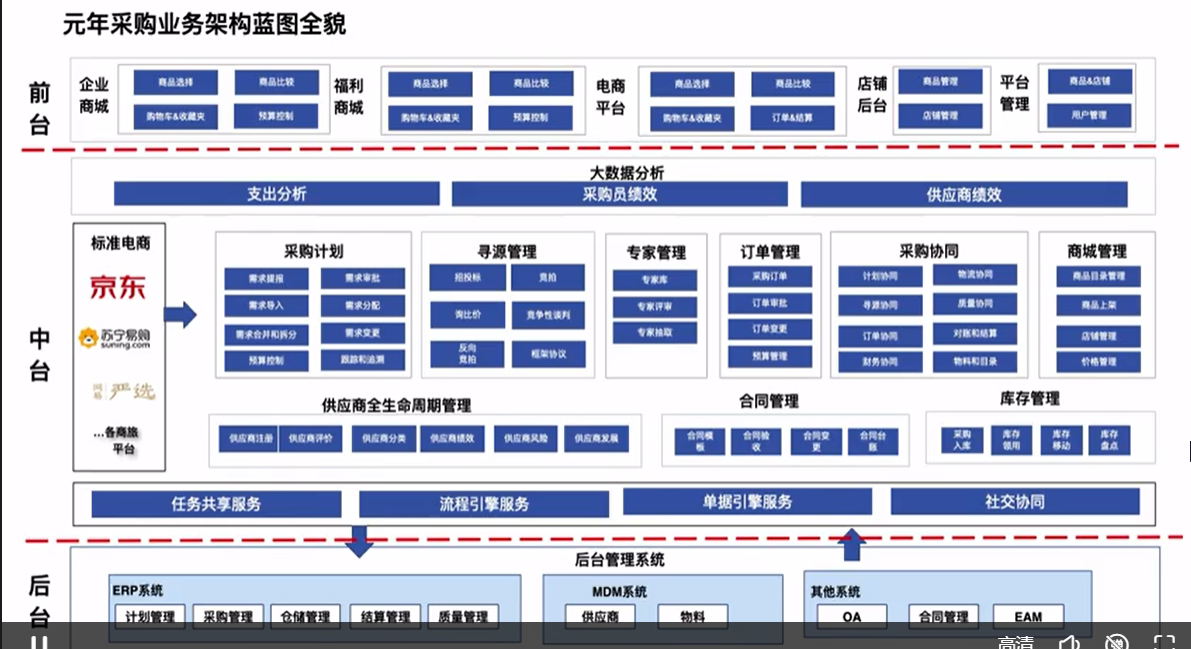 元年采购业务架构蓝图全貌
前台
企业商城
商品选择 商品比较
购物车&收藏夹 预算控制
福利商城
商品选择 商品比较
购物车&收藏夹 预算控制
电商平台
商品选择 商品比较
购物车&收藏夹 订单&结算
店铺后台
商品管理
店铺管理
平台管理
商品&店铺
用户管理
中台
大数据分析
支出分析 采购员绩效 供应商绩效
标准电商
京东
苏宁易购
suning.com
网易严选
...各商旅
平台
采购计划
需求提报 需求审批
需求导入 需求分配
需求合并和拆分 需求变更
预算控制 跟踪和追溯
寻源管理
招投标 竞拍
询比价 竞争性谈判
反向竞拍 框架协议
专家管理
专家库
专家评审
专家抽取
订单管理
采购订单
订单审批
订单变更
预算管理
采购协同
计划协同 物流协同
寻源协同 质量协同
订单协同 对账和结算
财务协同 物料和目录
商城管理
商品目录管理
商品上架
店铺管理
价格管理
供应商全生命周期管理
供应商注册 供应商评价 供应商分类 供应商绩效 供应商风险 供应商发展
合同管理
合同模板 合同验收 合同变更 合同台账
库存管理
采购入库 库存领用 库存移动 库存盘点
任务共享服务 流程引擎服务 单据引擎服务 社交协同
后台
后台管理系统
ERP系统
计划管理 采购管理 仓储管理 结算管理 质量管理
MDM系统
供应商 物料
其他系统
OA 合同管理 EAM
高清